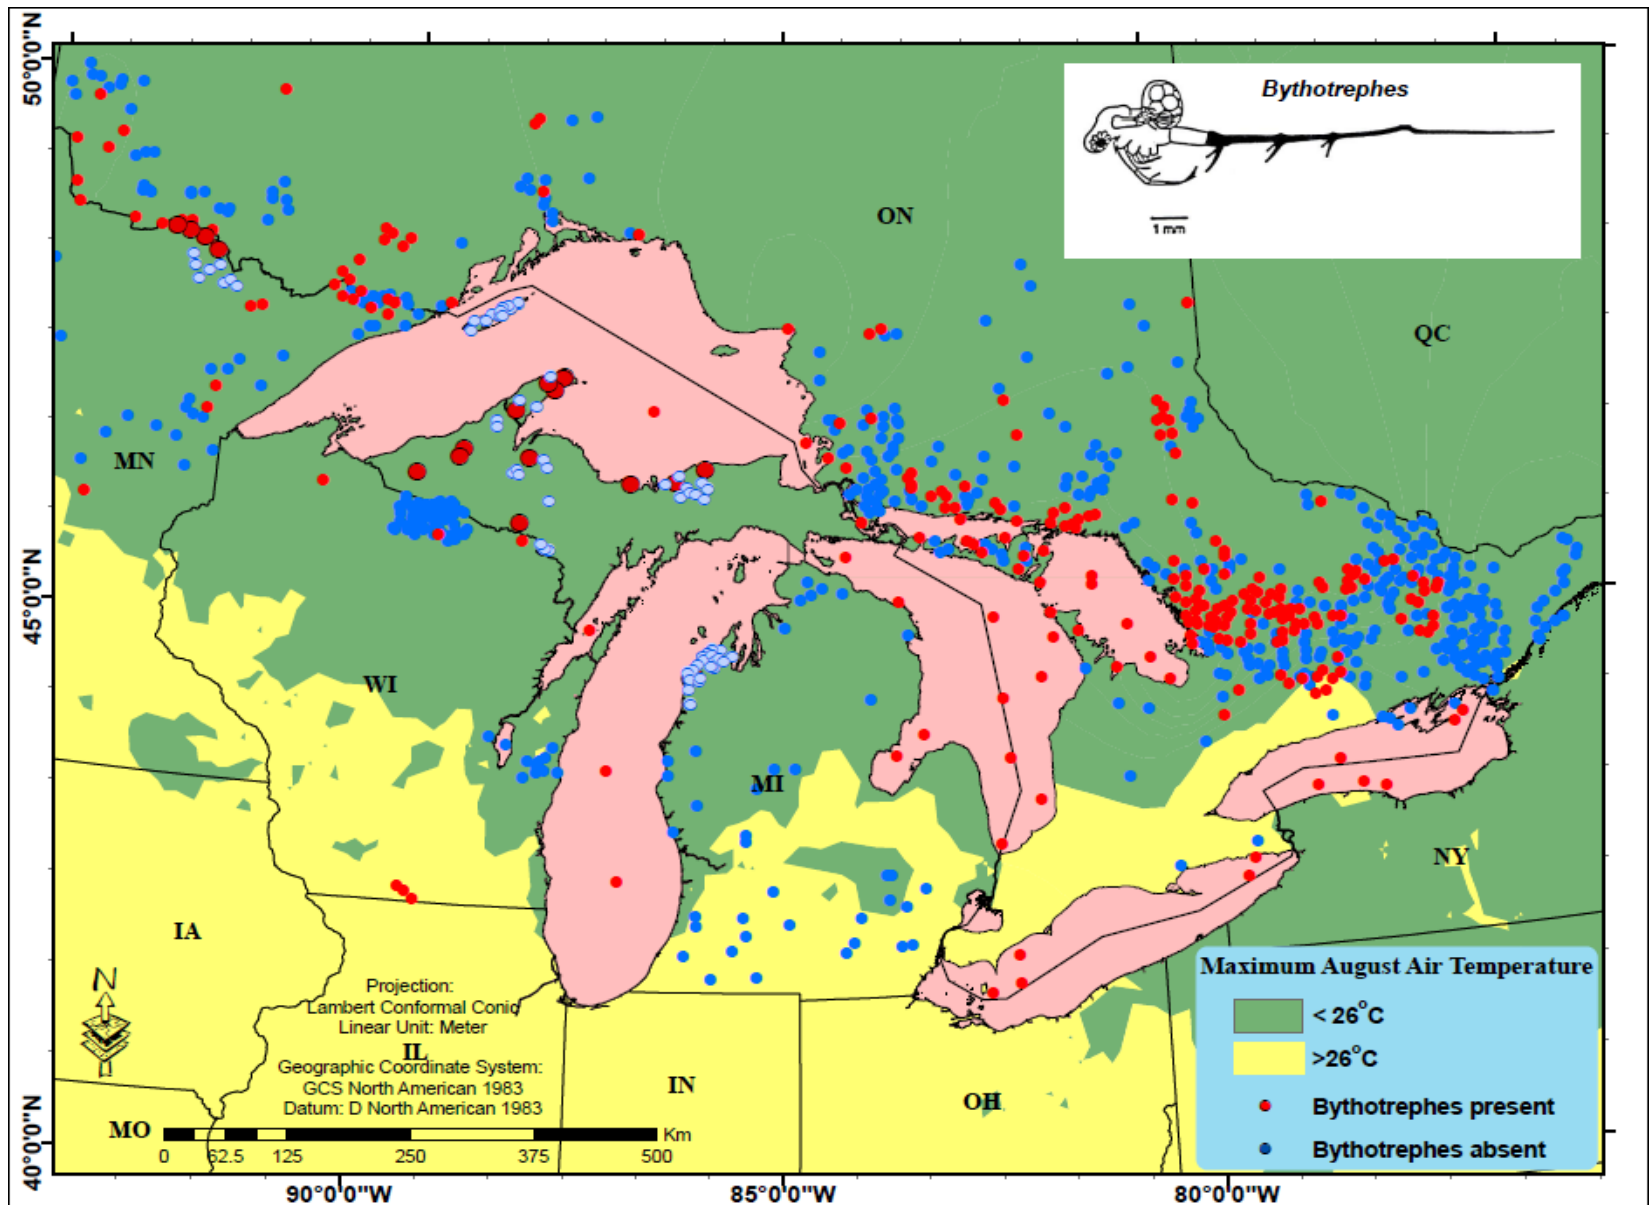 50°0'0"N
45°0'0"N
40°0'0"N
Bythotrephes
1 mm
ON
QC
MN
WI
MI
NY
IA
Projection:
Lambert Conformal Conic
Linear Unit: Meter
IL
Geographic Coordinate System:
GCS North American 1983
Datum: D North American 1983
IN
OH
MO
N
Km
0 62.5 125 250 375 500
Maximum August Air Temperature
< 26°C
>26°C
Bythotrephes present
Bythotrephes absent
90°0'0"W
85°0'0"W
80°0'0"W